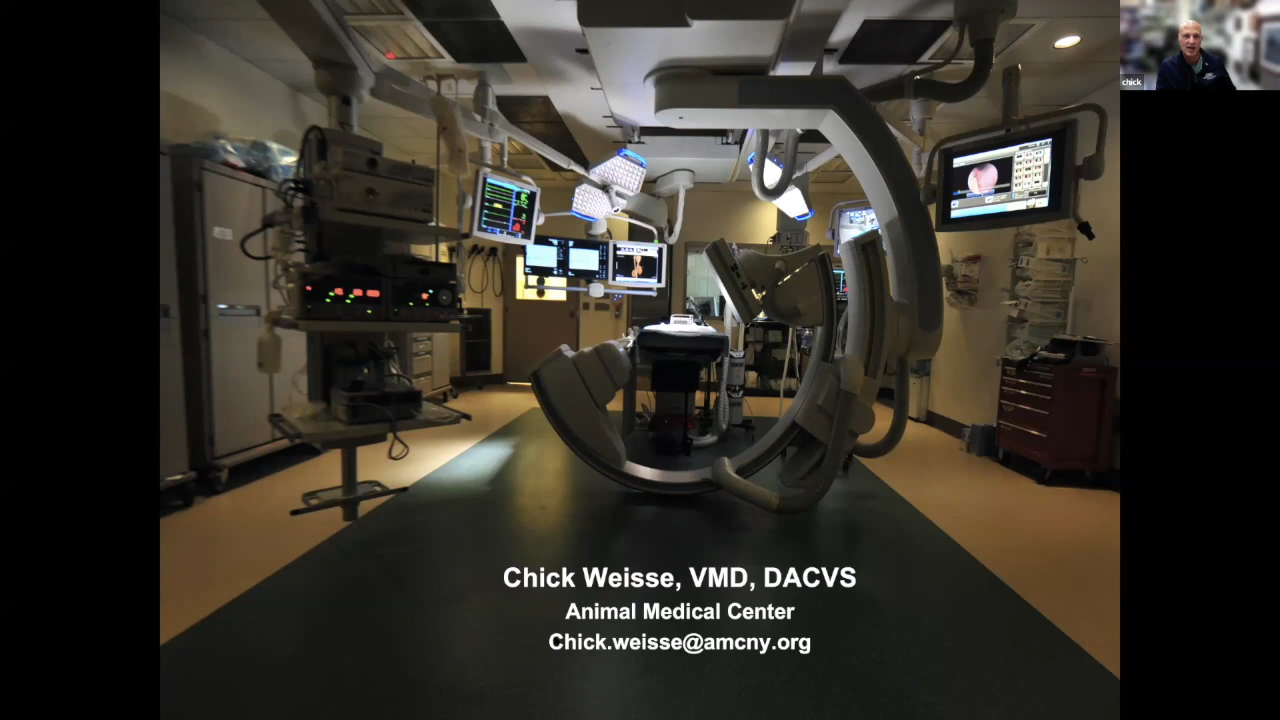 chick
Chick Weisse, VMD, DACVS
Animal Medical Center
Chick.weisse@amcny.org